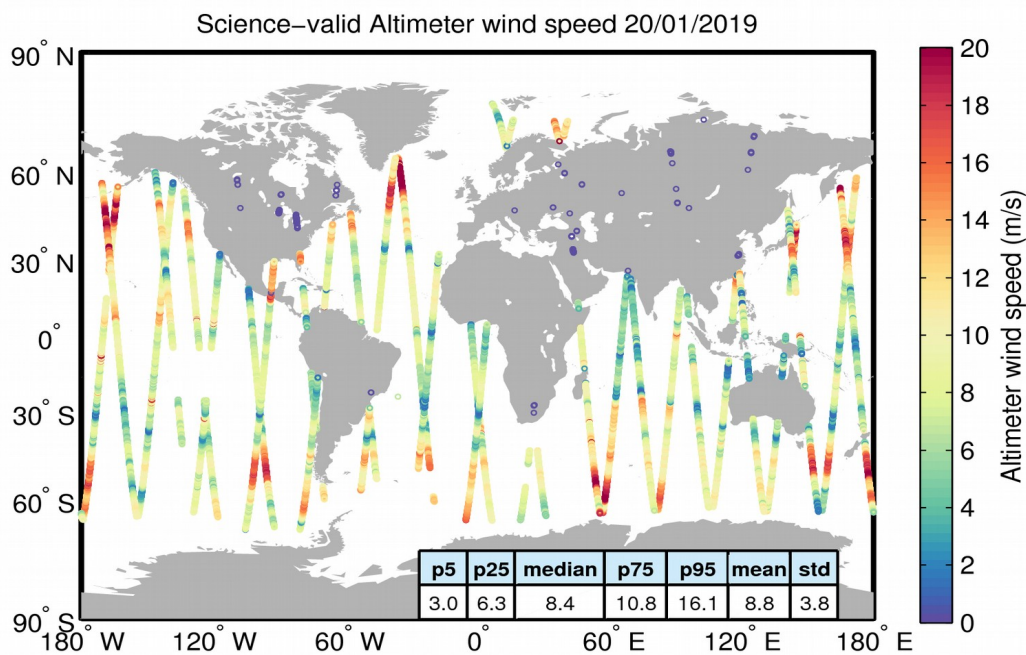 Science−valid Altimeter wind speed 20/01/2019
90° N
60° N
30° N
0°
30° S
60° S
90° S
180° W
120° W
60° W
0°
60° E
120° E
180° E
p5 p25 median p75 p95 mean std
3.0 6.3 8.4 10.8 16.1 8.8 3.8
20
18
16
14
12
10
8
6
4
2
0
Altimeter wind speed (m/s)